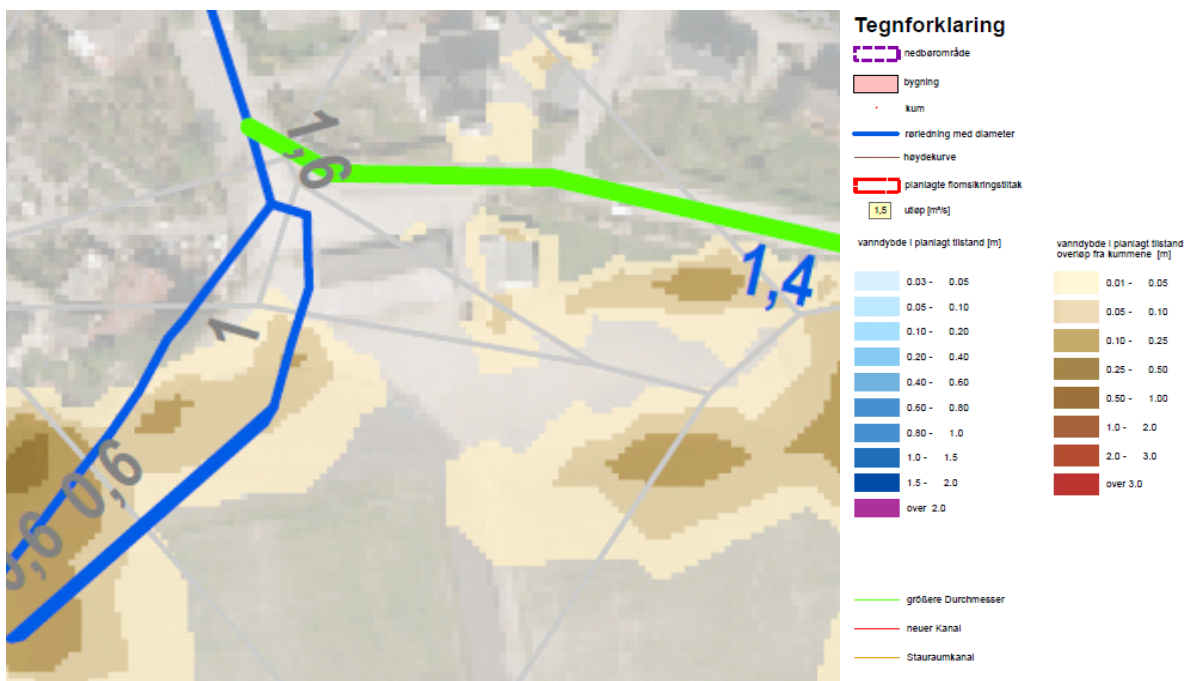 1,6
1,4
1
0,6
0,6
Tegnforklaring
nedbørområde
bygning
kum
rørledning med diameter
høydekurve
planlagte flomsikringstiltak
1,5 utløp [m³/s]
vanndybde i planlagt tilstand [m]
0.03 - 0.05
0.05 - 0.10
0.10 - 0.20
0.20 - 0.40
0.40 - 0.60
0.60 - 0.80
0.80 - 1.0
1.0 - 1.5
1.5 - 2.0
over 2.0
vanndybde i planlagt tilstand
overløp fra kummene [m]
0.01 - 0.05
0.05 - 0.10
0.10 - 0.25
0.25 - 0.50
0.50 - 1.00
1.0 - 2.0
2.0 - 3.0
over 3.0
größere Durchmesser
neuer Kanal
Stauraumkanal